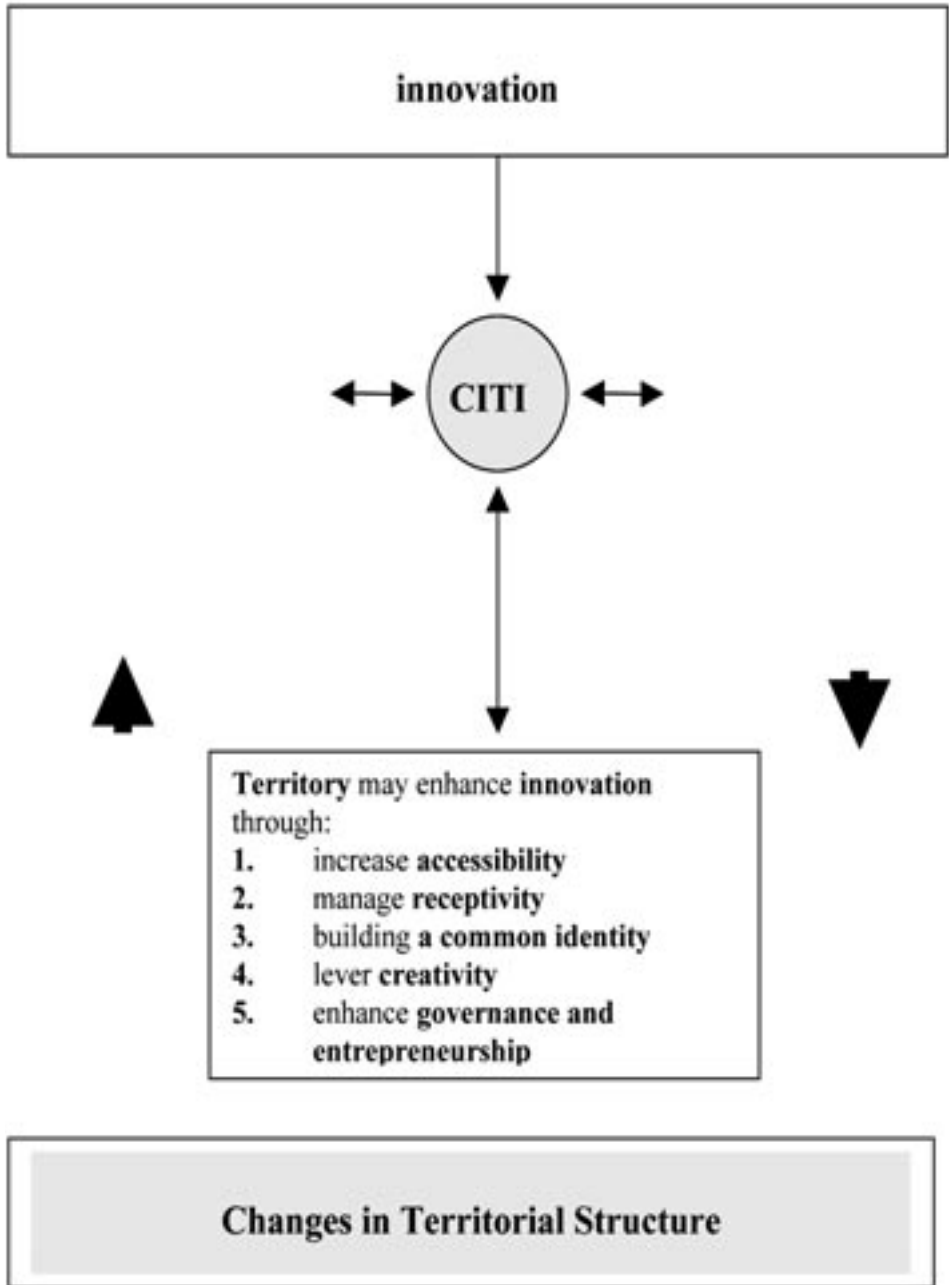 innovation
CITI
Territory may enhance innovation
through:
1. increase accessibility
2. manage receptivity
3. building a common identity
4. lever creativity
5. enhance governance and
entrepreneurship
Changes in Territorial Structure